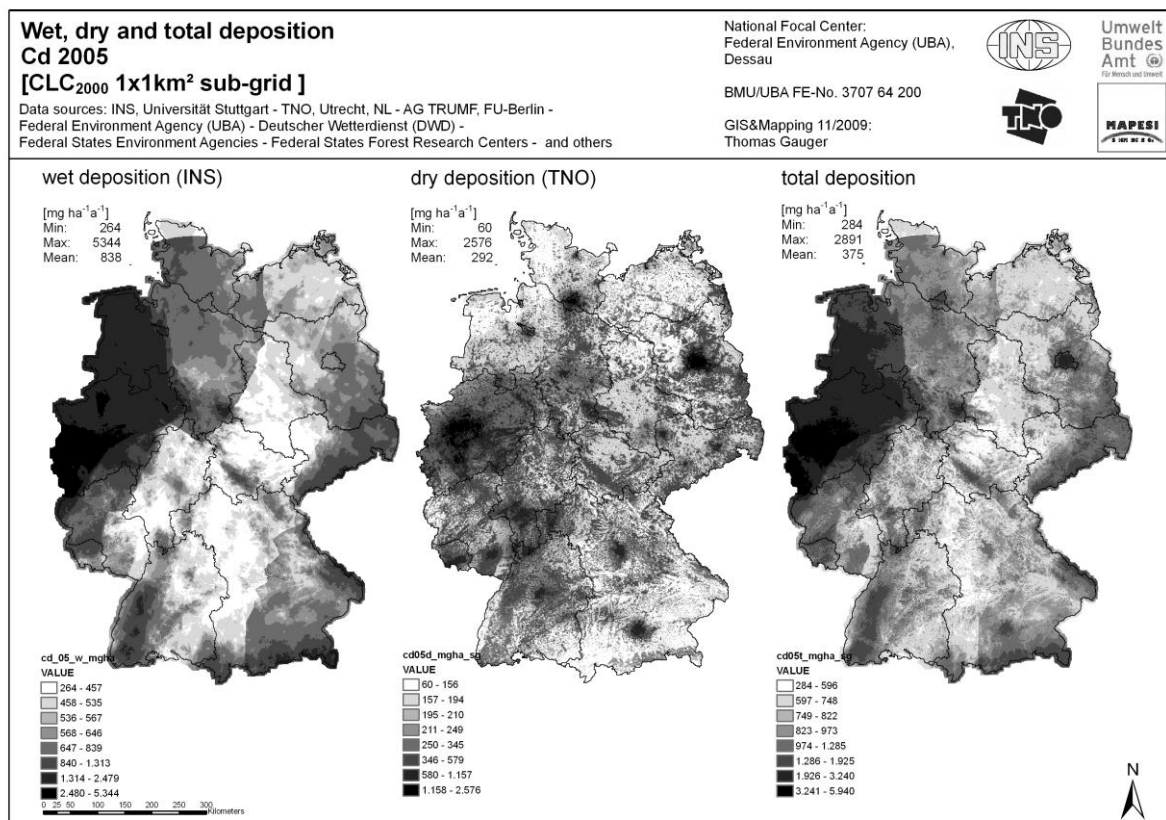 Wet, dry and total deposition
Cd 2005
[CLC2000 1x1km² sub-grid ]
Data sources: INS, Universität Stuttgart - TNO, Utrecht, NL - AG TRUMF, FU-Berlin -
Federal Environment Agency (UBA) - Deutscher Wetterdienst (DWD) -
Federal States Environment Agencies - Federal States Forest Research Centers - and others
National Focal Center:
Federal Environment Agency (UBA),
Dessau
BMU/UBA FE-No. 3707 64 200
GIS&Mapping 11/2009:
Thomas Gauger
INS
Umwelt
Bundes
Amt
Für Mensch und Umwelt
TNO
MAPESI
wet deposition (INS)
[mg ha-1a-1]
Min: 264
Max: 5344
Mean: 838
cd_05_w_mgha
VALUE
264 - 457
458 - 535
536 - 567
568 - 646
647 - 839
840 - 1.313
1.314 - 2.479
2.480 - 5.344
0 25 50 100 150 200 250 300
Kilometers
dry deposition (TNO)
[mg ha-1a-1]
Min: 60
Max: 2576
Mean: 292
cd05d_mgha_sg
VALUE
60 - 156
157 - 194
195 - 210
211 - 249
250 - 345
346 - 579
580 - 1.157
1.158 - 2.576
total deposition
[mg ha-1a-1]
Min: 284
Max: 2891
Mean: 375
cd05t_mgha_sg
VALUE
284 - 596
597 - 748
749 - 822
823 - 973
974 - 1.285
1.286 - 1.925
1.926 - 3.240
3.241 - 5.940
N